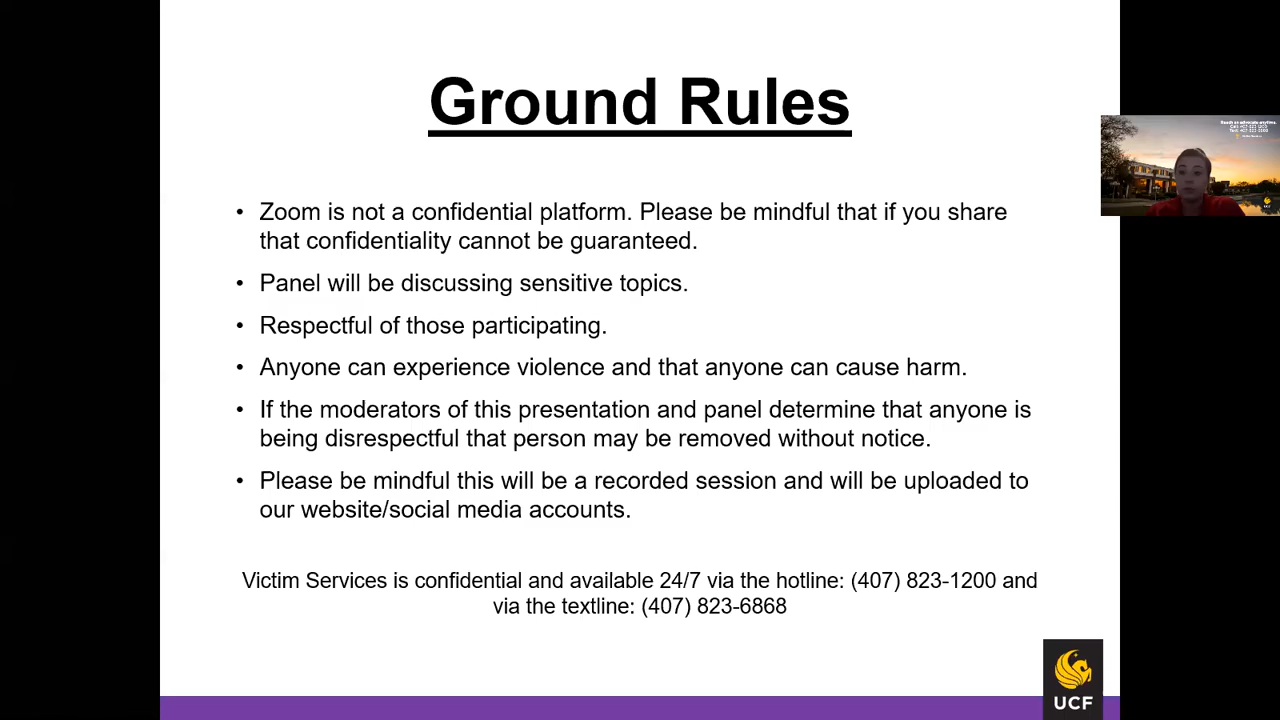 Ground Rules
• Zoom is not a confidential platform. Please be mindful that if you share
that confidentiality cannot be guaranteed.
• Panel will be discussing sensitive topics.
• Respectful of those participating.
• Anyone can experience violence and that anyone can cause harm.
• If the moderators of this presentation and panel determine that anyone is
being disrespectful that person may be removed without notice.
• Please be mindful this will be a recorded session and will be uploaded to
our website/social media accounts.
Victim Services is confidential and available 24/7 via the hotline: (407) 823-1200 and
via the textline: (407) 823-6868
UCF